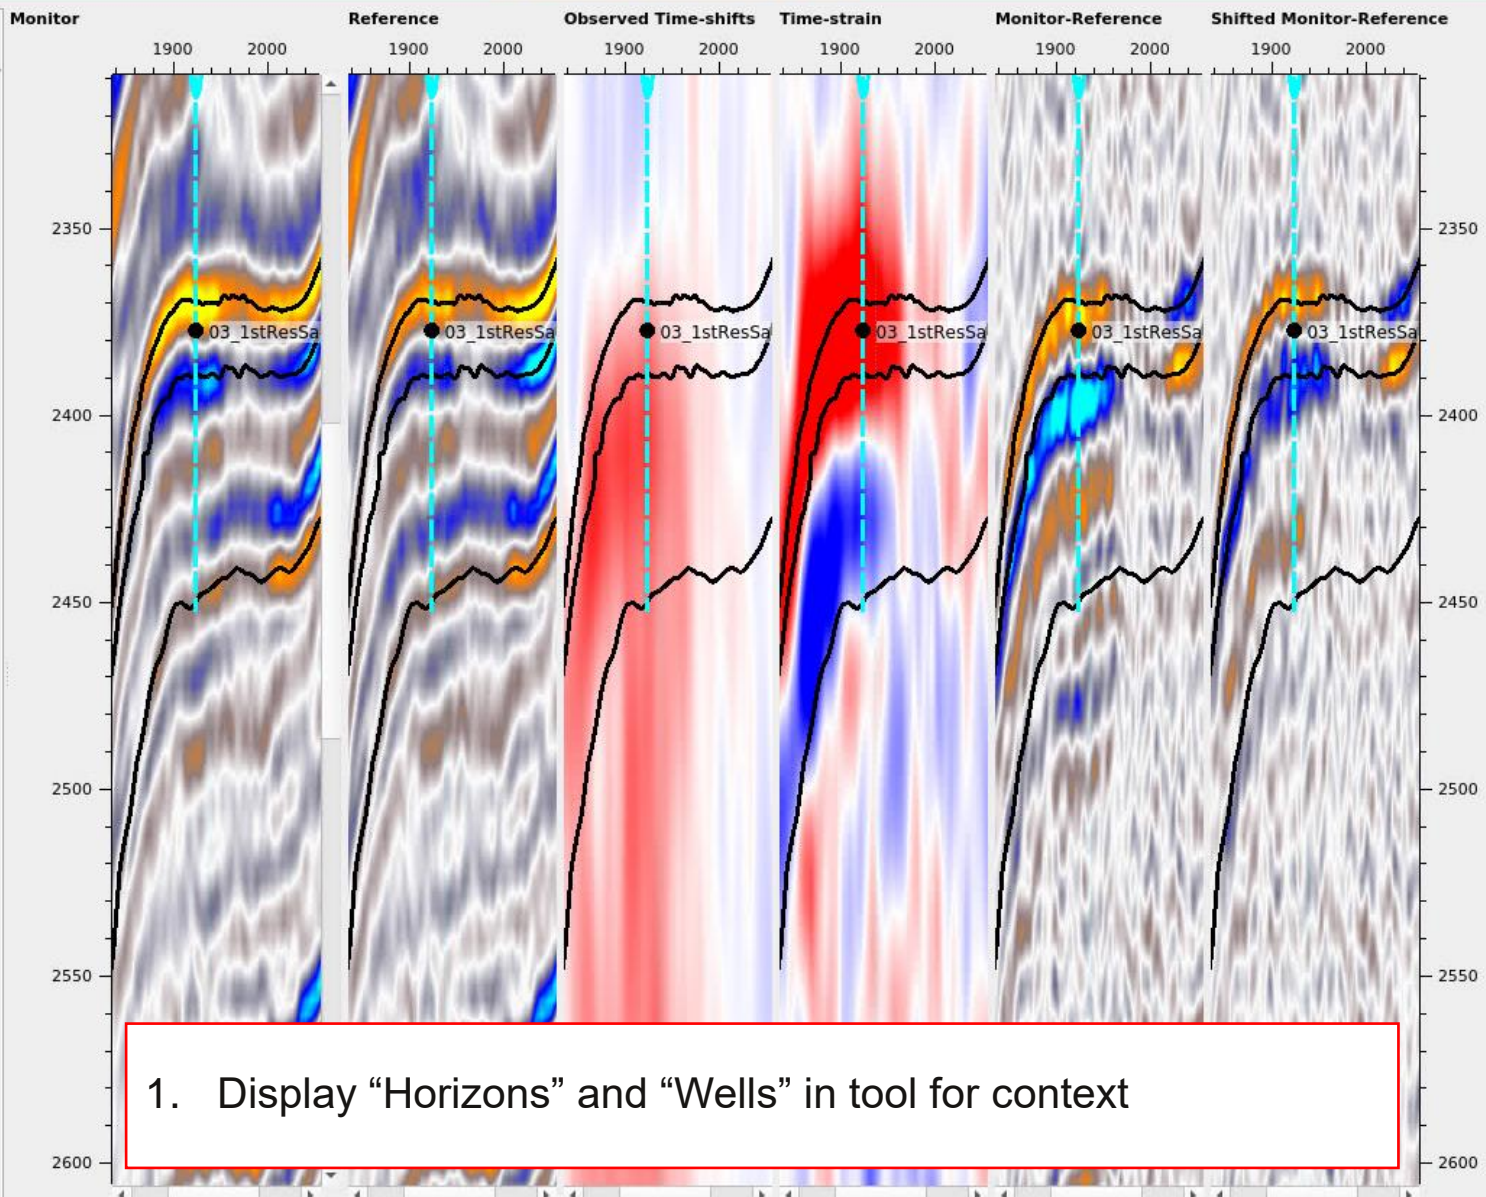 Monitor Reference Observed Time-shifts Time-strain Monitor-Reference Shifted Monitor-Reference
1900 2000 1900 2000 1900 2000 1900 2000 1900 2000 1900 2000
2350 2350
03_1stResSa 03_1stResSa 03_1stResSa 03_1stResSa 03_1stResSa 03_1stResSa
2400 2400
2450 2450
2500 2500
2550 2550
1. Display “Horizons” and “Wells” in tool for context
2600 2600